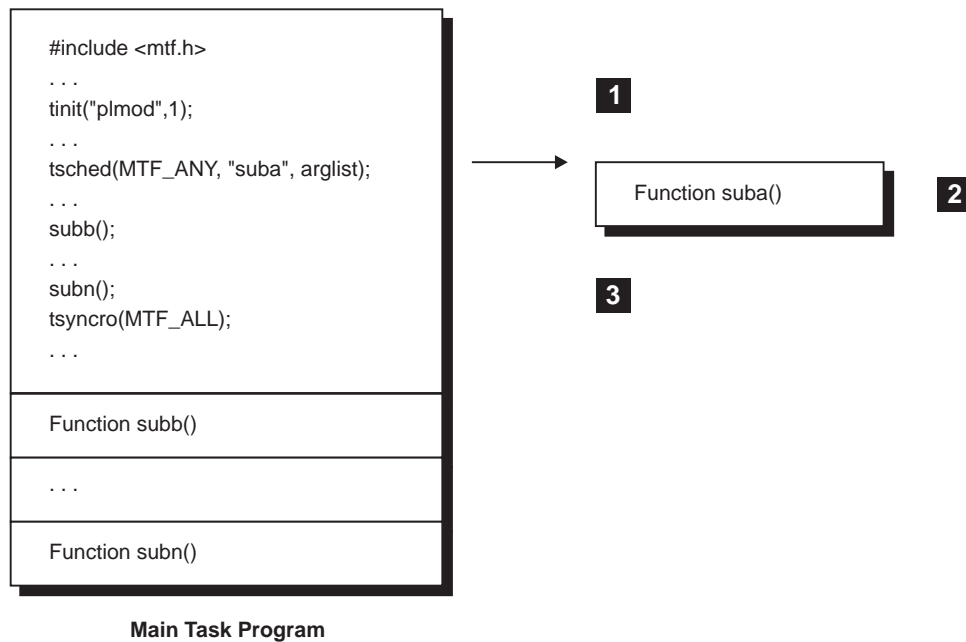 #include <mtf.h>
. . .
tinit("plmod",1);
. . .
tsched(MTF_ANY, "suba", arglist);
. . .
subb();
. . .
subn();
tsyncro(MTF_ALL);
. . .
Function subb()
. . .
Function subn()
Main Task Program
1
Function suba()
2
3